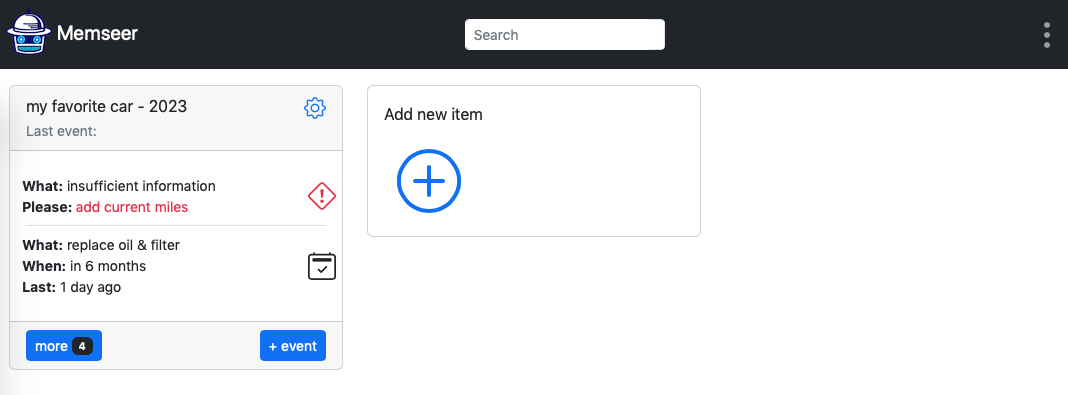 Memseer
Search
my favorite car - 2023
Last event:
What: insufficient information
Please: add current miles
What: replace oil & filter
When: in 6 months
Last: 1 day ago
more 4
+ event
Add new item